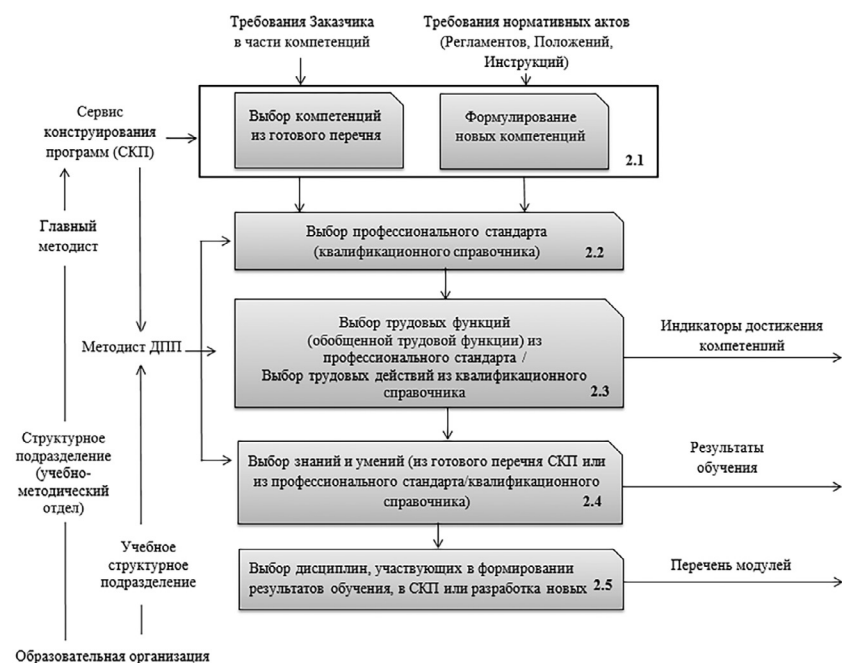 Требования Заказчика
в части компетенций
Требования нормативных актов
(Регламентов, Положений,
Инструкций)
Сервис
конструирования
программ (СКП)
Выбор компетенций
из готового перечня
Формулирование
новых компетенций
2.1
Главный
методист
Выбор профессионального стандарта
(квалификационного справочника)
2.2
Методист ДПП
Выбор трудовых функций
(обобщенной трудовой функции) из
профессионального стандарта /
Выбор трудовых действий из квалификационного
справочника
2.3
Индикаторы достижения
компетенций
Структурное
подразделение
(учебно-
методический
отдел)
Выбор знаний и умений (из готового перечня СКП или
из профессионального стандарта/квалификационного
справочника)
2.4
Результаты
обучения
Учебное
структурное
подразделение
Выбор дисциплин, участвующих в формировании
результатов обучения, в СКП или разработка новых
2.5
Перечень модулей
Образовательная организация